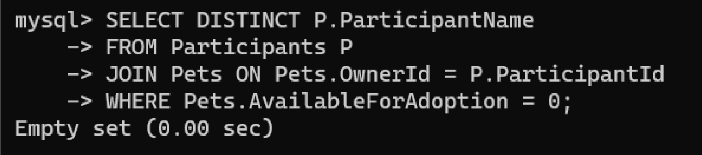 mysql> SELECT DISTINCT P.ParticipantName
    -> FROM Participants P
    -> JOIN Pets ON Pets.OwnerId = P.ParticipantId
    -> WHERE Pets.AvailableForAdoption = 0;
Empty set (0.00 sec)